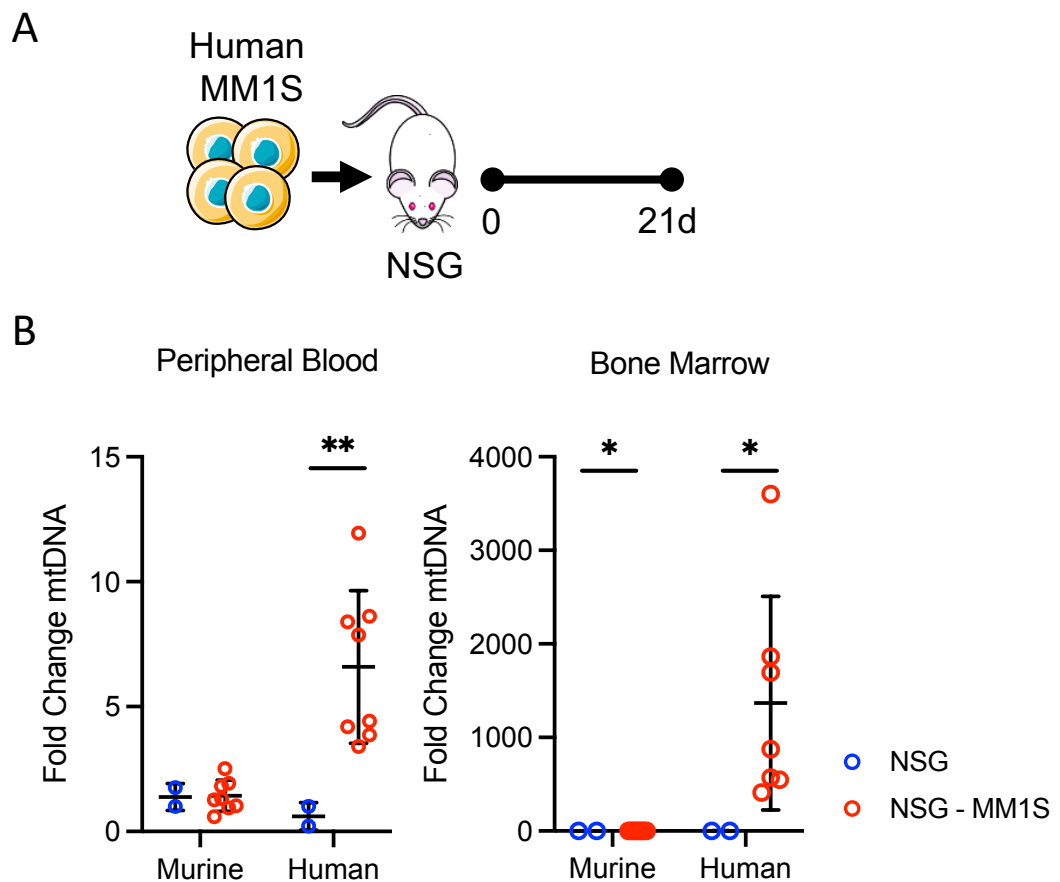 A
Human
MM1S
NSG
0
21d
B
Peripheral Blood
Bone Marrow
Fold Change mtDNA
15
10
5
0
**
Murine
Human
Fold Change mtDNA
4000
3000
2000
1000
0
*
*
Murine
Human
NSG
NSG - MM1S